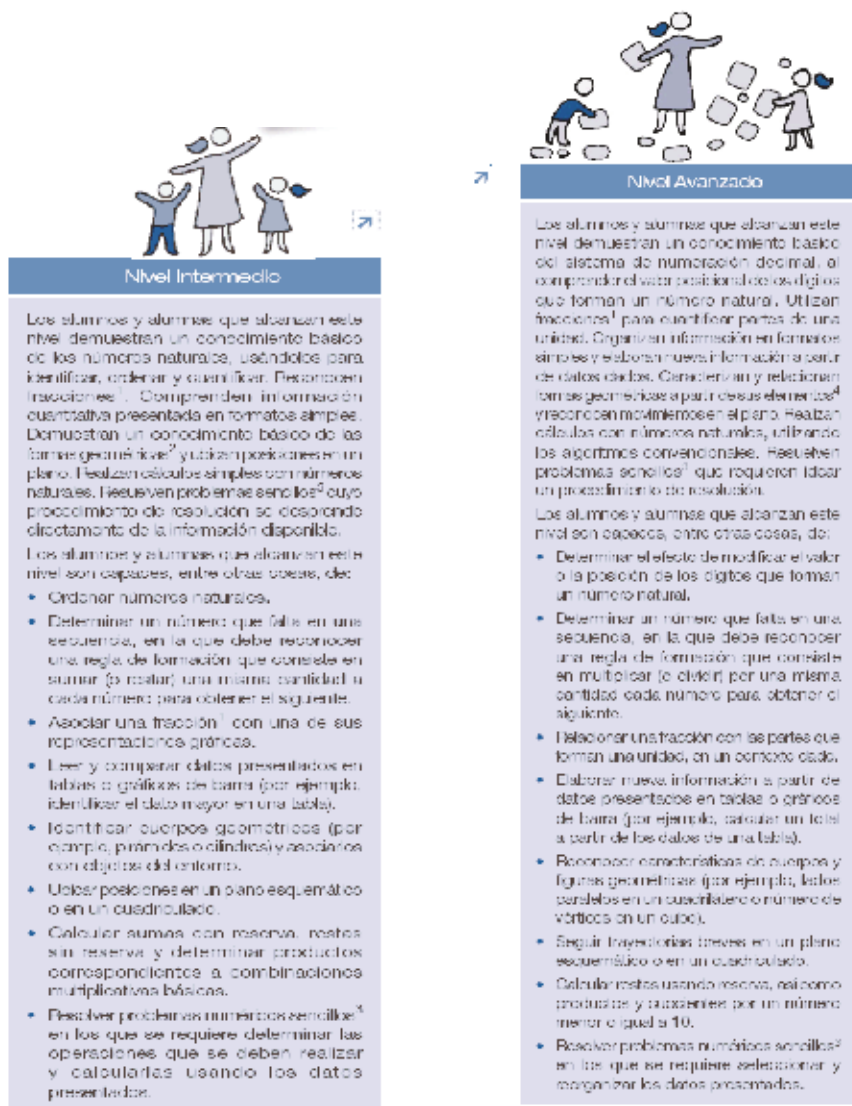 Nivel Intermedio
Los alumnos y alumnas que alcanzan este
nivel demuestran un conocimiento básico
de los números naturales, usándolos para
identificar, ordenar y cuantificar. Reconocen
fracciones¹. Comprenden información
cuantitativa presentada en formatos simples.
Demuestran un conocimiento básico de las
formas geométricas² y ubican posiciones en un
plano. Realizan cálculos simples con números
naturales. Resuelven problemas sencillos³ cuyo
procedimiento de resolución se desprende
directamente de la información disponible.
Los alumnos y alumnas que alcanzan este
nivel son capaces, entre otras cosas, de:
• Ordenar números naturales.
• Determinar un número que falta en una
secuencia, en la que debe reconocer
una regla de formación que consiste en
sumar (o restar) una misma cantidad a
cada número para obtener el siguiente.
• Asociar una fracción¹ con una de sus
representaciones gráficas.
• Leer y comparar datos presentados en
tablas o gráficos de barra (por ejemplo,
identificar el dato mayor en una tabla).
• Identificar cuerpos geométricos (por
ejemplo, pirámides o cilindros) y asociarlos
con objetos del entorno.
• Ubicar posiciones en un plano esquemático
o en un cuadriculado.
• Calcular sumas con reserva, restas
sin reserva y determinar productos
correspondientes a combinaciones
multiplicativas básicas.
• Resolver problemas numéricos sencillos³
en los que se requiere determinar las
operaciones que se deben realizar
y calcularlas usando los datos
presentados.
Nivel Avanzado
Los alumnos y alumnas que alcanzan este
nivel demuestran un conocimiento básico
del sistema de numeración decimal, al
comprender el valor posicional de los dígitos
que forman un número natural. Utilizan
fracciones¹ para cuantificar partes de una
unidad. Organizan información en formatos
simples y elaboran nueva información a partir
de datos dados. Caracterizan y relacionan
formas geométricas a partir de sus elementos⁴
y reconocen movimientos en el plano. Realizan
cálculos con números naturales, utilizando
los algoritmos convencionales. Resuelven
problemas sencillos³ que requieren idear
un procedimiento de resolución.
Los alumnos y alumnas que alcanzan este
nivel son capaces, entre otras cosas, de:
• Determinar el efecto de modificar el valor
o la posición de los dígitos que forman
un número natural.
• Determinar un número que falta en una
secuencia, en la que debe reconocer
una regla de formación que consiste
en multiplicar (o dividir) por una misma
cantidad cada número para obtener el
siguiente.
• Relacionar una fracción con las partes que
forman una unidad, en un contexto dado.
• Elaborar nueva información a partir de
datos presentados en tablas o gráficos
de barra (por ejemplo, calcular un total
a partir de los datos de una tabla).
• Reconocer características de cuerpos y
figuras geométricas (por ejemplo, lados
paralelos en un cuadrilátero o número de
vértices en un cubo).
• Seguir trayectorias breves en un plano
esquemático o en un cuadriculado.
• Calcular restas usando reserva, así como
productos y cuocientes por un número
menor o igual a 10.
• Resolver problemas numéricos sencillos³
en los que se requiere seleccionar y
reorganizar los datos presentados.